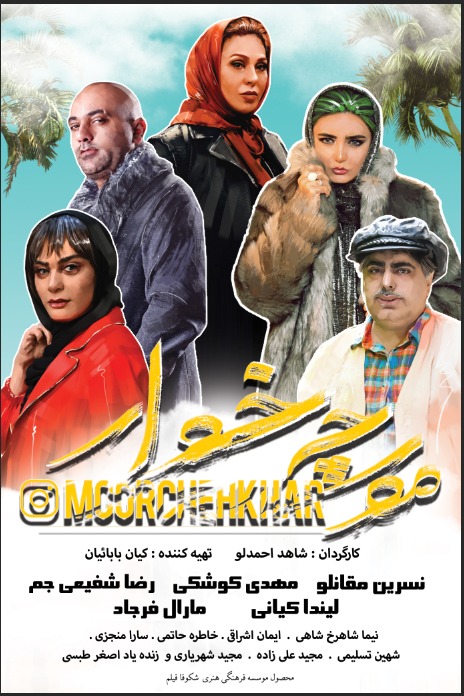 مورچه خوار
MOORCHEHKHAR
کارگردان : شاهد احمدلو   تهیه کننده : کیان بابائیان
نسرین مقانلو   مهدی کوشکی   رضا شفیعی جم
لیندا کیانی   مارال فرجاد
نیما شاهرخ شاهی . ایمان اشراقی . خاطره حاتمی . سارا منجزی .
شهین تسلیمی . مجید علی زاده . مجید شهریاری و زنده یاد اصغر طبسی
محصول موسسه فرهنگی هنری شکوفا فیلم